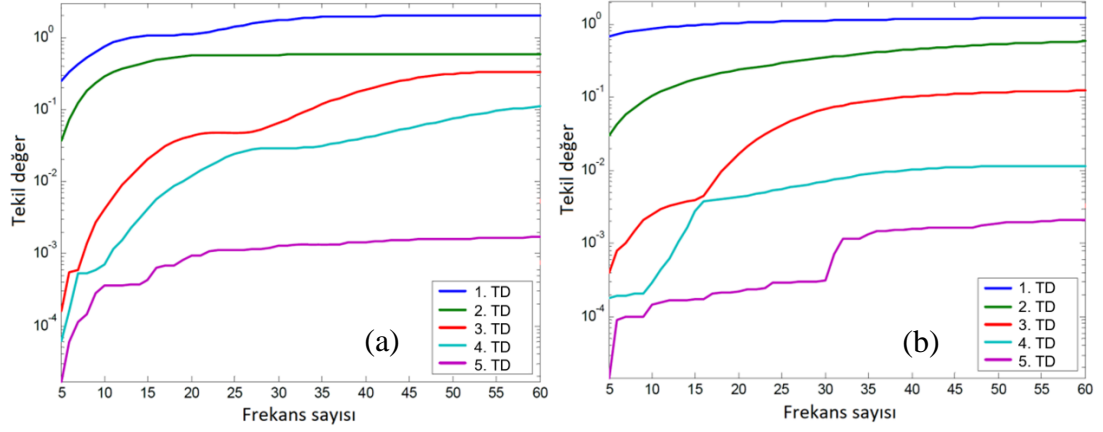 10^0
10^-1
10^-2
10^-3
10^-4
Tekil değer
5 10 15 20 25 30 35 40 45 50 55 60
Frekans sayısı
1. TD
2. TD
3. TD
4. TD
5. TD
(a)
10^0
10^-1
10^-2
10^-3
10^-4
Tekil değer
5 10 15 20 25 30 35 40 45 50 55 60
Frekans sayısı
1. TD
2. TD
3. TD
4. TD
5. TD
(b)